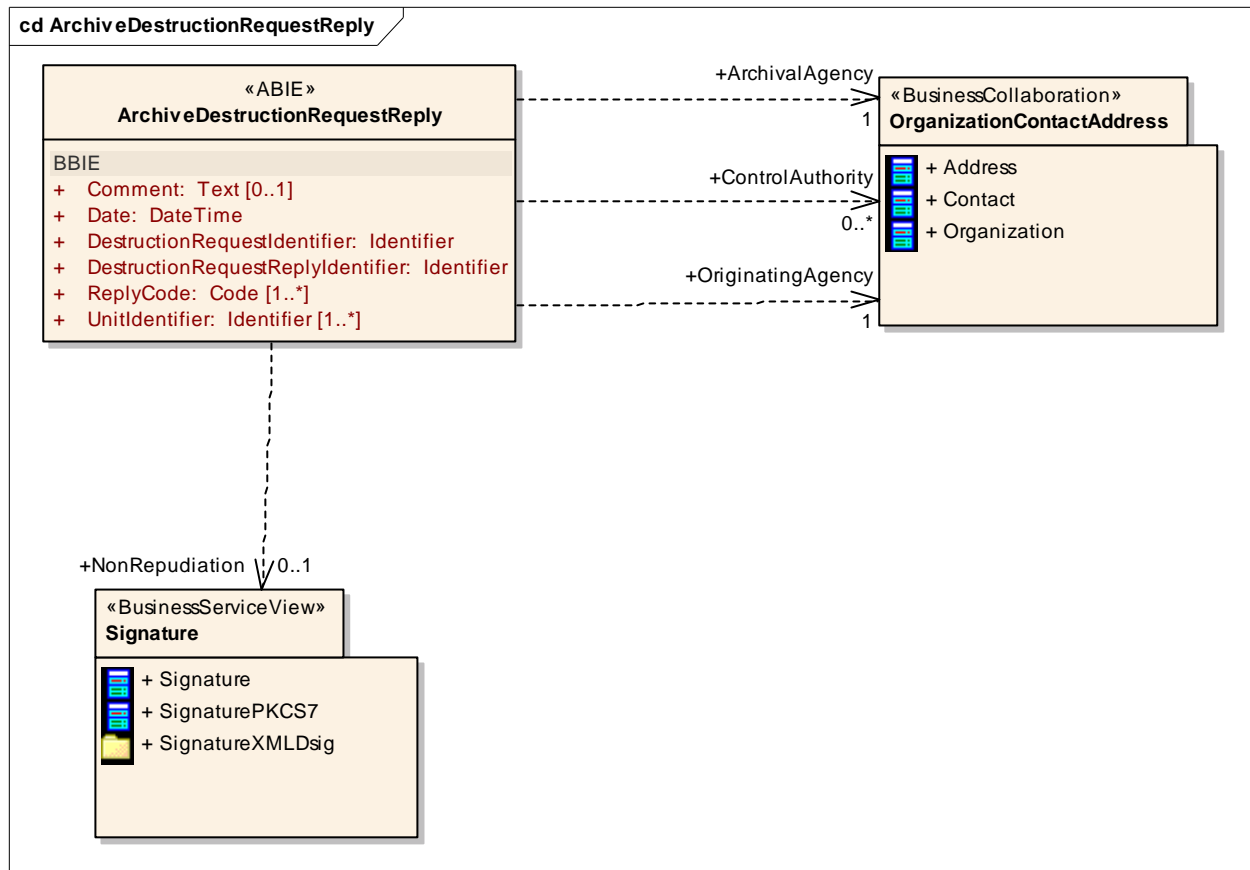 cd ArchiveDestructionRequestReply
«ABIE»
ArchiveDestructionRequestReply
BBIE
+ Comment: Text [0..1]
+ Date: DateTime
+ DestructionRequestIdentifier: Identifier
+ DestructionRequestReplyIdentifier: Identifier
+ ReplyCode: Code [1..*]
+ UnitIdentifier: Identifier [1..*]
+ArchivalAgency
1
+ControlAuthority
0..*
+OriginatingAgency
1
«BusinessCollaboration»
OrganizationContactAddress
+ Address
+ Contact
+ Organization
+NonRepudiation 0..1
«BusinessServiceView»
Signature
+ Signature
+ SignaturePKCS7
+ SignatureXMLDsig